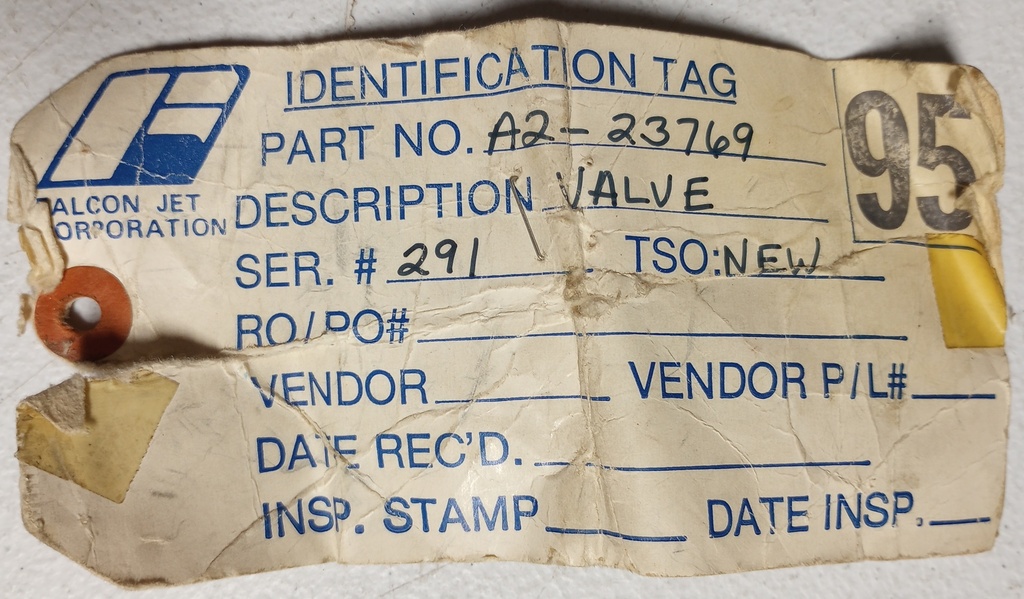 IDENTIFICATION TAG
95
PART NO. A2-23769
ALCON JET
ORPORATION
DESCRIPTION VALVE
SER. # 291 TSO: NEW
RO/PO#
VENDOR VENDOR P/L#
DATE REC'D.
INSP. STAMP DATE INSP.